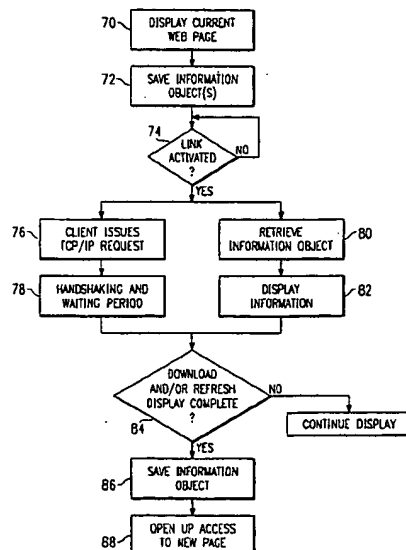 70
DISPLAY CURRENT
WEB PAGE
72
SAVE INFORMATION
OBJECT(S)
74
LINK
ACTIVATED
?
NO
YES
76
CLIENT ISSUES
TCP/IP REQUEST
RETRIEVE
INFORMATION OBJECT
80
78
HANDSHAKING AND
WAITING PERIOD
DISPLAY
INFORMATION
82
DOWNLOAD
AND/OR REFRESH
DISPLAY COMPLETE
?
NO
84
CONTINUE DISPLAY
YES
86
SAVE INFORMATION
OBJECT
88
OPEN UP ACCESS
TO NEW PAGE